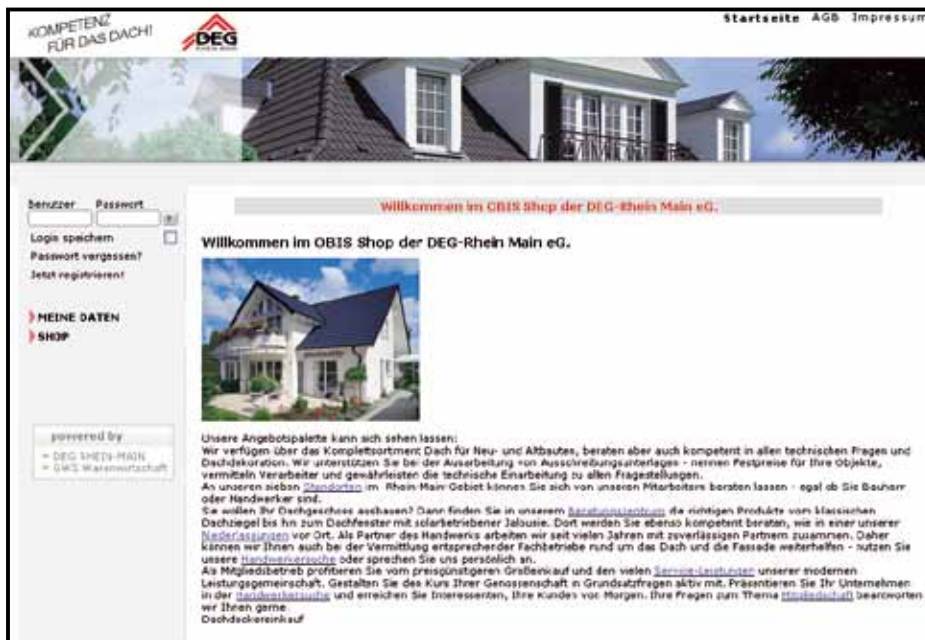 KOMPETENZ
FÜR DAS DACH!
DEG
RHEIN-MAIN
Startseite AGB Impressum
Benutzer Passwort
Login speichern
Passwort vergessen?
Jetzt registrieren!
MEINE DATEN
SHOP
powered by
DEG RHEIN-MAIN
GWS Warenwirtschaft
Willkommen im OBIS Shop der DEG-Rhein Main eG.
Willkommen im OBIS Shop der DEG-Rhein Main eG.
Unsere Angebotspalette kann sich sehen lassen:
Wir verfügen über das Komplettsortiment Dach für Neu- und Altbauten, beraten aber auch kompetent in allen technischen Fragen und
Dachdekoration. Wir unterstützen Sie bei der Ausarbeitung von Ausschreibungsunterlagen - nennen Festpreise für Ihre Objekte,
vermitteln Verarbeiter und gewährleisten die technische Einarbeitung zu allen Fragestellungen.
An unseren sieben Standorten im Rhein-Main-Gebiet können Sie sich von unseren Mitarbeitern beraten lassen - egal ob Sie Bauherr
oder Handwerker sind.
Sie wollen Ihr Dachgeschoss ausbauen? Dann finden Sie in unserem Beratungszentrum die richtigen Produkte vom klassischen
Dachziegel bis hin zum Dachfenster mit solarbetriebener Jalousie. Dort werden Sie ebenso kompetent beraten, wie in einer unserer
Niederlassungen vor Ort. Als Partner des Handwerks arbeiten wir seit vielen Jahren mit zuverlässigen Partnern zusammen. Daher
können wir Ihnen auch bei der Vermittlung entsprechender Fachbetriebe rund um das Dach und die Fassade weiterhelfen - nutzen Sie
unsere Handwerkersuche oder sprechen Sie uns persönlich an.
Als Mitgliedsbetrieb profitieren Sie vom preisgünstigeren Großeinkauf und den vielen Service-Leistungen unserer modernen
Leistungsgemeinschaft. Gestalten Sie des Kurs Ihrer Genossenschaft in Grundsatzfragen aktiv mit. Präsentieren Sie Ihr Unternehmen
in der Handwerkersuche und erreichen Sie Interessenten, Ihre Kunden von Morgen. Ihre Fragen zum Thema Mitgliedschaft beantworten
wir Ihnen gerne.
Dachdeckereinkauf